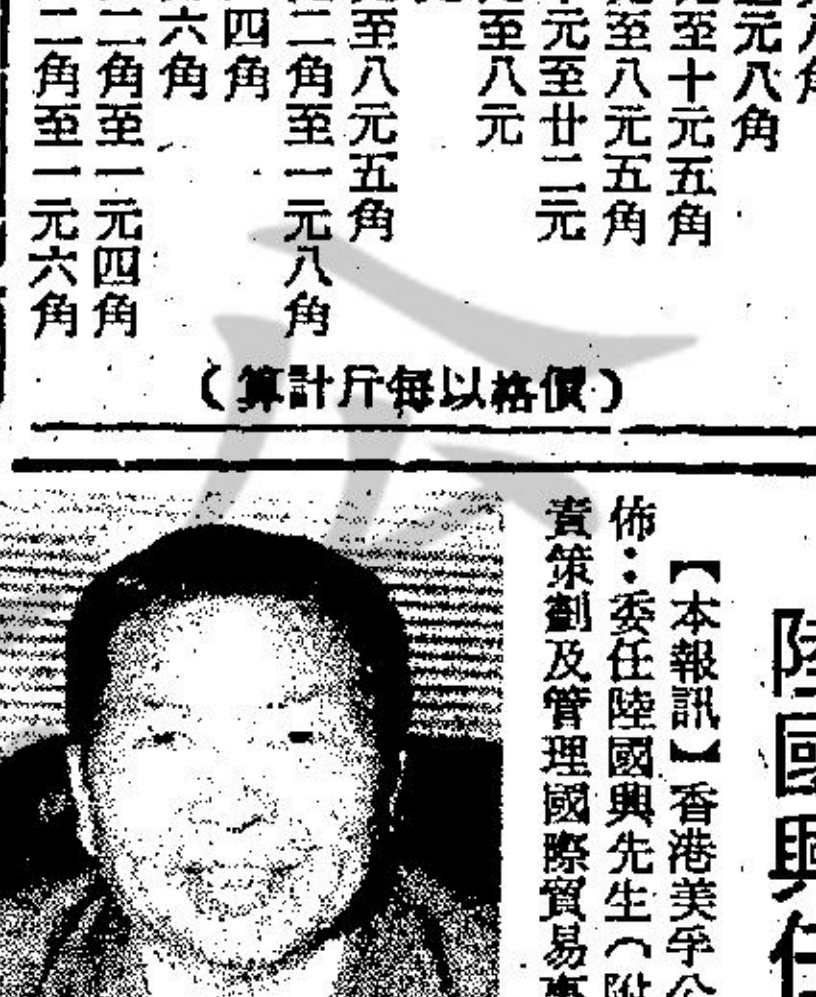 元八角
至十元五角
至八元五角
元至廿二元
至八元
至八元五角
二角至一元八角
四角
六角
二角至一元四角
二角至一元六角
（價格以每斤計算）
陸國興任
【本報訊】香港美孚公
佈：委任陸國興先生（附
責策劃及管理國際貿易事